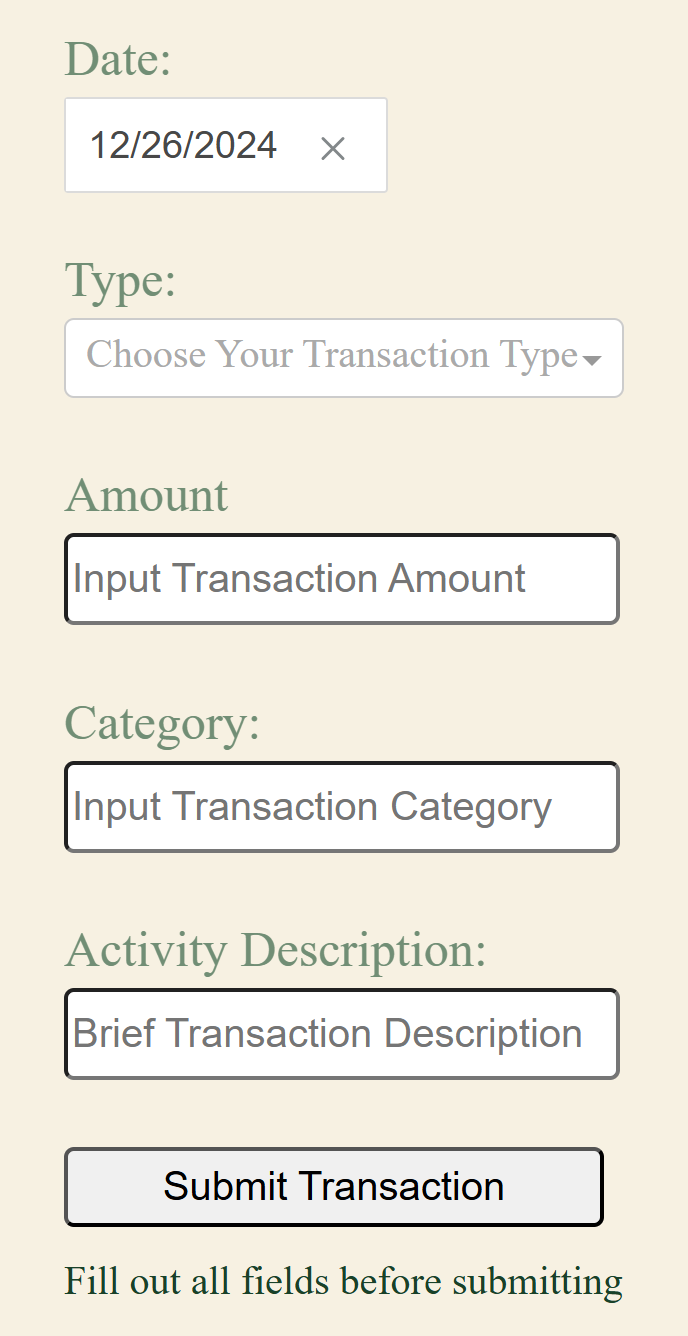 Date:
12/26/2024
Type:
Choose Your Transaction Type
Amount
Input Transaction Amount
Category:
Input Transaction Category
Activity Description:
Brief Transaction Description
Submit Transaction
Fill out all fields before submitting